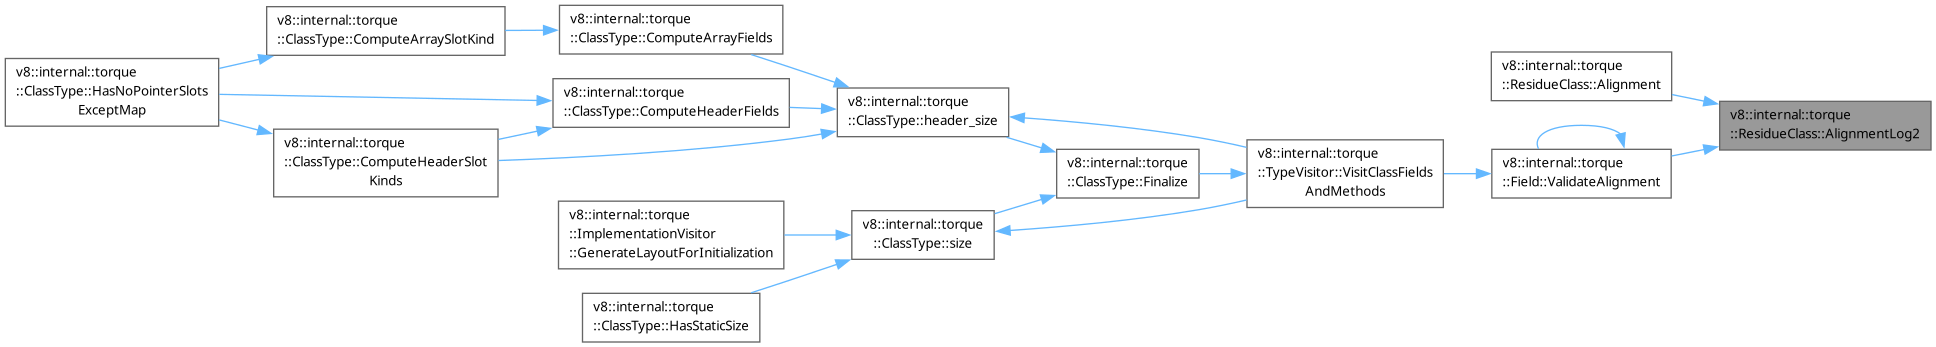 v8::internal::torque
::ClassType::HasNoPointerSlots
ExceptMap
v8::internal::torque
::ClassType::ComputeArraySlotKind
v8::internal::torque
::ClassType::ComputeHeaderSlot
Kinds
v8::internal::torque
::ClassType::ComputeArrayFields
v8::internal::torque
::ClassType::ComputeHeaderFields
v8::internal::torque
::ImplementationVisitor
::GenerateLayoutForInitialization
v8::internal::torque
::ClassType::HasStaticSize
v8::internal::torque
::ClassType::header_size
v8::internal::torque
::ClassType::size
v8::internal::torque
::ClassType::Finalize
v8::internal::torque
::TypeVisitor::VisitClassFields
AndMethods
v8::internal::torque
::ResidueClass::Alignment
v8::internal::torque
::Field::ValidateAlignment
v8::internal::torque
::ResidueClass::AlignmentLog2